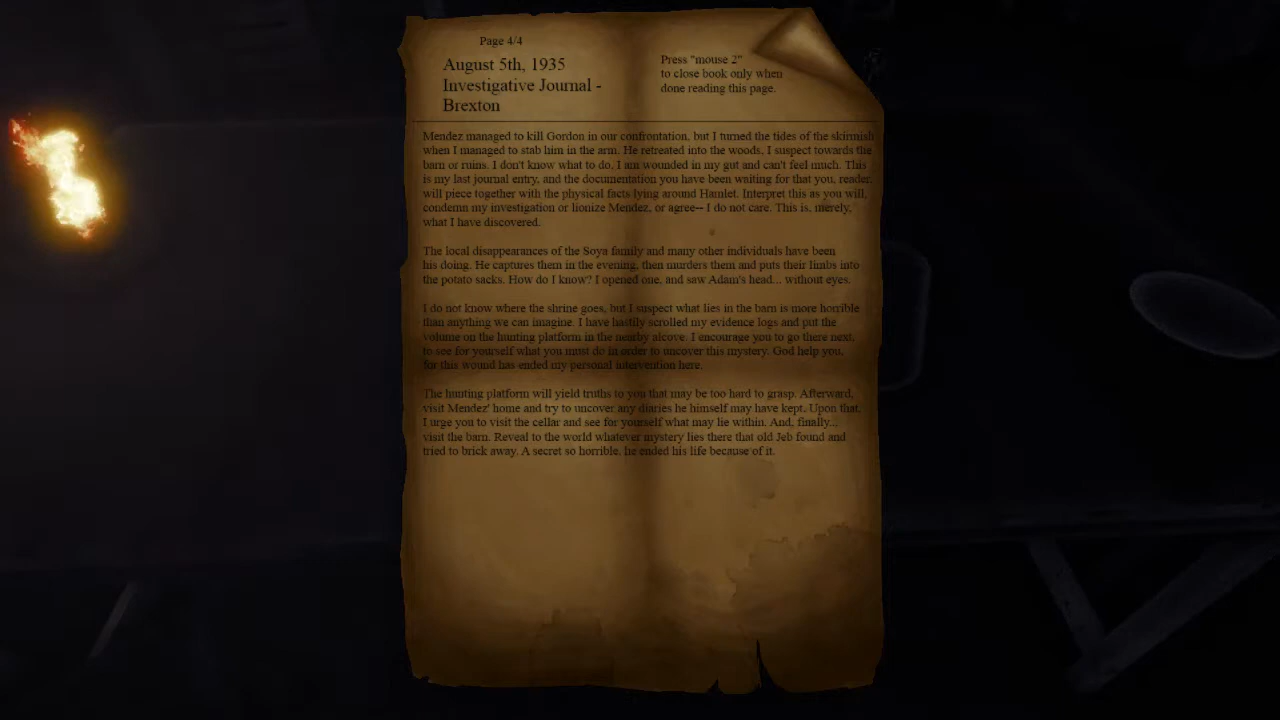 Page 4/4
August 5th, 1935
Investigative Journal -
Brexton
Press "mouse 2"
to close book only when
done reading this page.
Mendez managed to kill Gordon in our confrontation, but I turned the tides of the skirmish
when I managed to stab him in the arm. He retreated into the woods, I suspect towards the
barn or ruins. I don't know what to do, I am wounded in my gut and can't feel much. This
is my last journal entry, and the documentation you have been waiting for that you, reader,
will piece together with the physical facts lying around Hamlet. Interpret this as you will,
condemn my investigation or lionize Mendez, or agree-- I do not care. This is, merely,
what I have discovered.
The local disappearances of the Soya family and many other individuals have been
his doing. He captures them in the evening, then murders them and puts their limbs into
the potato sacks. How do I know? I opened one, and saw Adam's head... without eyes.
I do not know where the shrine goes, but I suspect what lies in the barn is more horrible
than anything we can imagine. I have hastily scrolled my evidence logs and put the
volume on the hunting platform in the nearby alcove. I encourage you to go there next,
to see for yourself what you must do in order to uncover this mystery. God help you,
for this wound has ended my personal intervention here.
The hunting platform will yield truths to you that may be too hard to grasp. Afterward,
visit Mendez' home and try to uncover any diaries he himself may have kept. Upon that,
I urge you to visit the cellar and see for yourself what may lie within. And, finally...
visit the barn. Reveal to the world whatever mystery lies there that old Jeb found and
tried to brick away. A secret so horrible, he ended his life because of it.